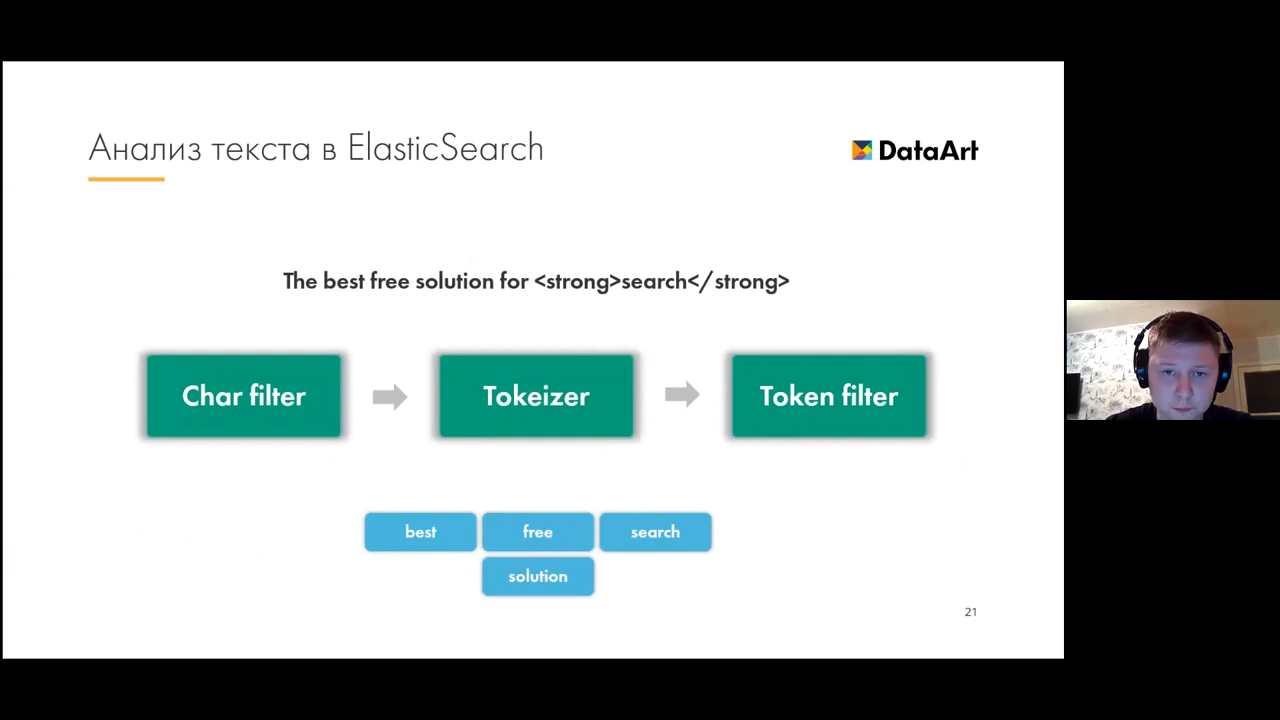 Анализ текста в ElasticSearch
DataArt
The best free solution for <strong>search</strong>
Char filter
Tokeizer
Token filter
best
free
search
solution
21